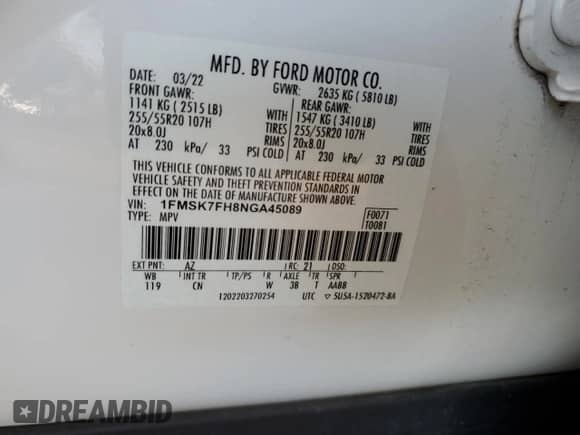 MFD. BY FORD MOTOR CO.
DATE: 03/22 GVWR: 2635 KG ( 5810 LB)
FRONT GAWR: REAR GAWR:
1141 KG ( 2515 LB) WITH 1547 KG ( 3410 LB) WITH
255/55R20 107H TIRES 255/55R20 107H TIRES
20x8.0J RIMS 20x8.0J RIMS
AT 230 kPa/ 33 PSI COLD AT 230 kPa/ 33 PSI COLD
THIS VEHICLE CONFORMS TO ALL APPLICABLE FEDERAL MOTOR
VEHICLE SAFETY AND THEFT PREVENTION STANDARDS IN
EFFECT ON THE DATE OF MANUFACTURE SHOWN ABOVE.
VIN: 1FMSK7FH8NGA45089 F0071
TYPE: MPV T0081
EXT PNT: AZ RC: 21 DSO:
WB INT TR TP/PS R AXLE TR SPR
119 CN W 3B T AABB
1202203270254 UTC ▽ 5USA-1520472-BA
DREAMBID